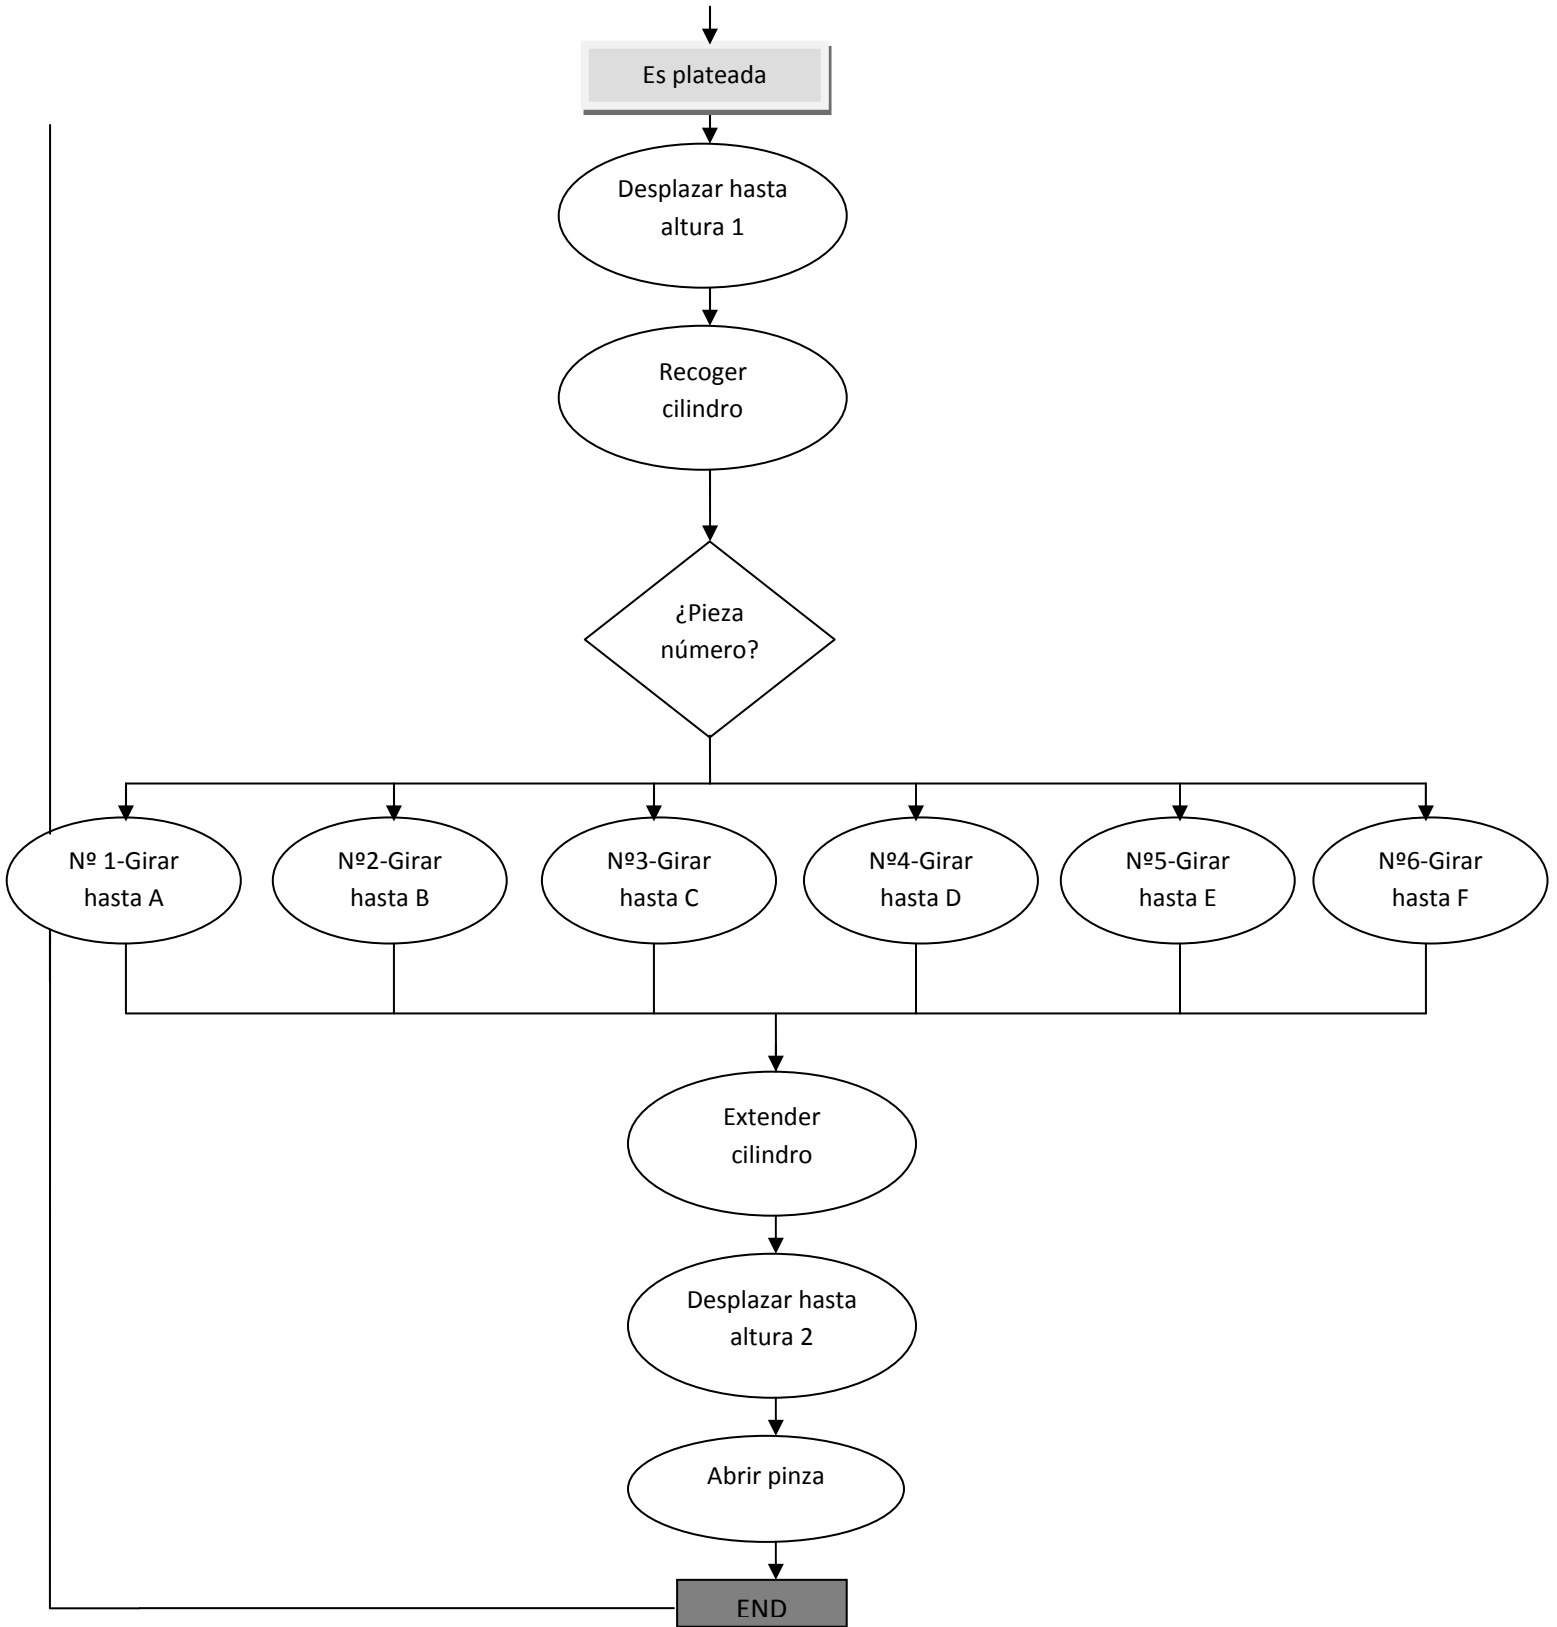 Es plateada
Desplazar hasta
altura 1
Recoger
cilindro
¿Pieza
número?
Nº 1-Girar
hasta A
Nº2-Girar
hasta B
Nº3-Girar
hasta C
Nº4-Girar
hasta D
Nº5-Girar
hasta E
Nº6-Girar
hasta F
Extender
cilindro
Desplazar hasta
altura 2
Abrir pinza
END